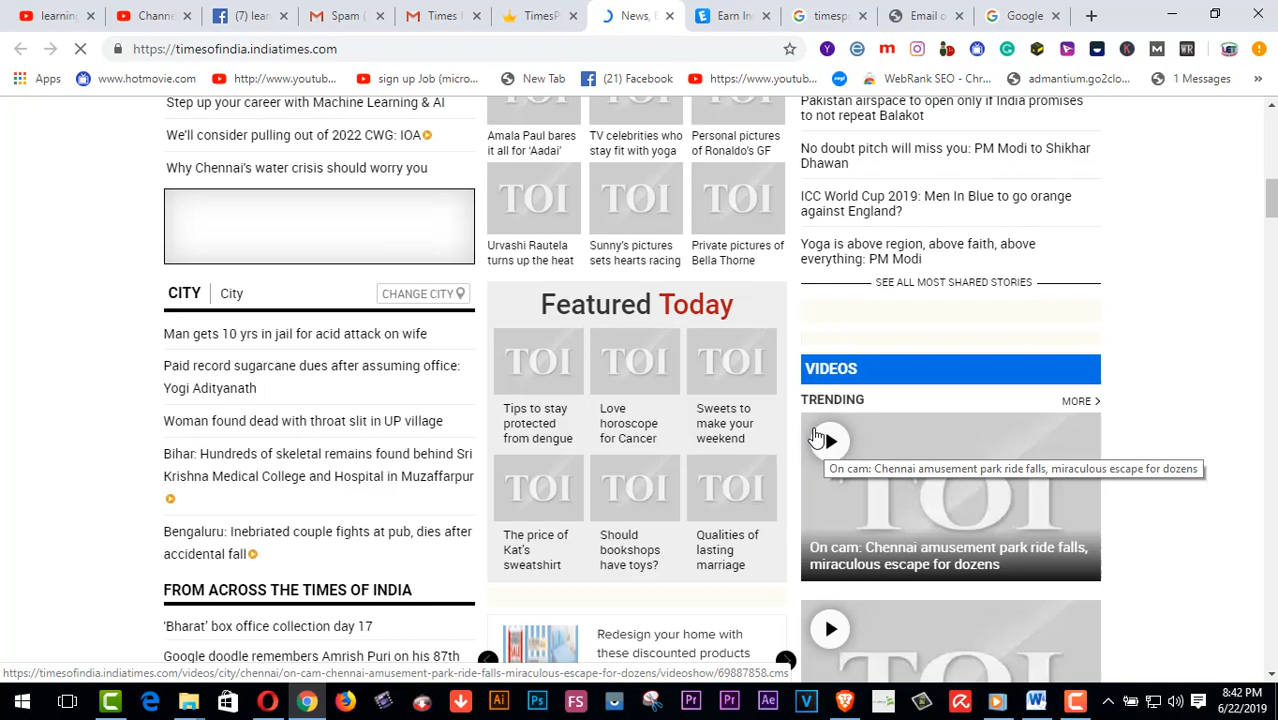 learning
Channe
(7) lear
Spam (
Times
TimesP
News, E
Earn In
timesp
Email o
Google
https://timesofindia.indiatimes.com
Apps
www.hotmovie.com
http://www.youtub...
sign up Job (micro...
New Tab
(21) Facebook
https://www.youtub...
WebRank SEO - Chr...
admantium.go2clo...
1 Messages
»
Step up your career with Machine Learning & AI
We'll consider pulling out of 2022 CWG: IOA
Why Chennai's water crisis should worry you
CITY
City
CHANGE CITY
Man gets 10 yrs in jail for acid attack on wife
Paid record sugarcane dues after assuming office:
Yogi Adityanath
Woman found dead with throat slit in UP village
Bihar: Hundreds of skeletal remains found behind Sri
Krishna Medical College and Hospital in Muzaffarpur
Bengaluru: Inebriated couple fights at pub, dies after
accidental fall
FROM ACROSS THE TIMES OF INDIA
'Bharat' box office collection day 17
Google doodle remembers Amrish Puri on his 87th
Amala Paul bares
it all for 'Aadai'
TV celebrities who
stay fit with yoga
Personal pictures
of Ronaldo's GF
TOI
TOI
TOI
Urvashi Rautela
turns up the heat
Sunny's pictures
sets hearts racing
Private pictures of
Bella Thorne
Featured Today
TOI
TOI
TOI
Tips to stay
protected
from dengue
Love
horoscope
for Cancer
Sweets to
make your
weekend
TOI
TOI
TOI
The price of
Kat's
sweatshirt
Should
bookshops
have toys?
Qualities of
lasting
marriage
Redesign your home with
these discounted products
Pakistan airspace to open only if India promises
to not repeat Balakot
No doubt pitch will miss you: PM Modi to Shikhar
Dhawan
ICC World Cup 2019: Men In Blue to go orange
against England?
Yoga is above region, above faith, above
everything: PM Modi
SEE ALL MOST SHARED STORIES
VIDEOS
TRENDING
MORE >
On cam: Chennai amusement park ride falls, miraculous escape for dozens
TOI
On cam: Chennai amusement park ride falls,
miraculous escape for dozens
https://timesofindia.indiatimes.com/videos/city/chennai/on-cam-chennai-amusement-park-ride-falls-miraculous-escape-for-dozens/videoshow/69887858.cms
8:42 PM
6/22/2019